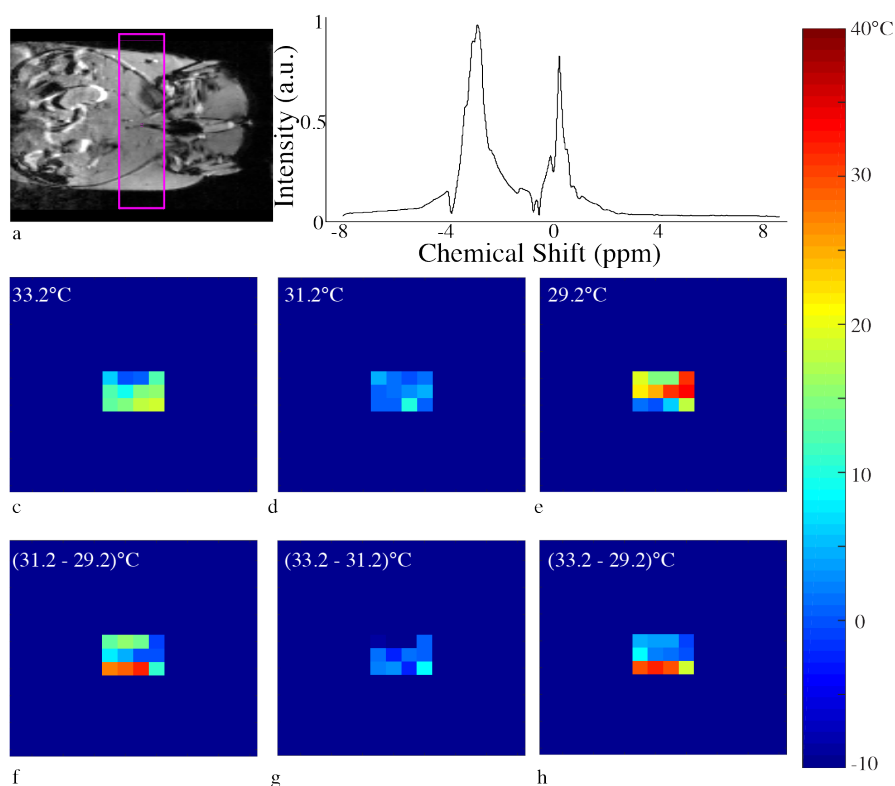 1
0.5
0
Intensity (a.u.)
-8
-4
0
4
8
Chemical Shift (ppm)
a
40°C
30
20
10
0
-10
33.2°C
31.2°C
29.2°C
c
d
e
(31.2 - 29.2)°C
(33.2 - 31.2)°C
(33.2 - 29.2)°C
f
g
h